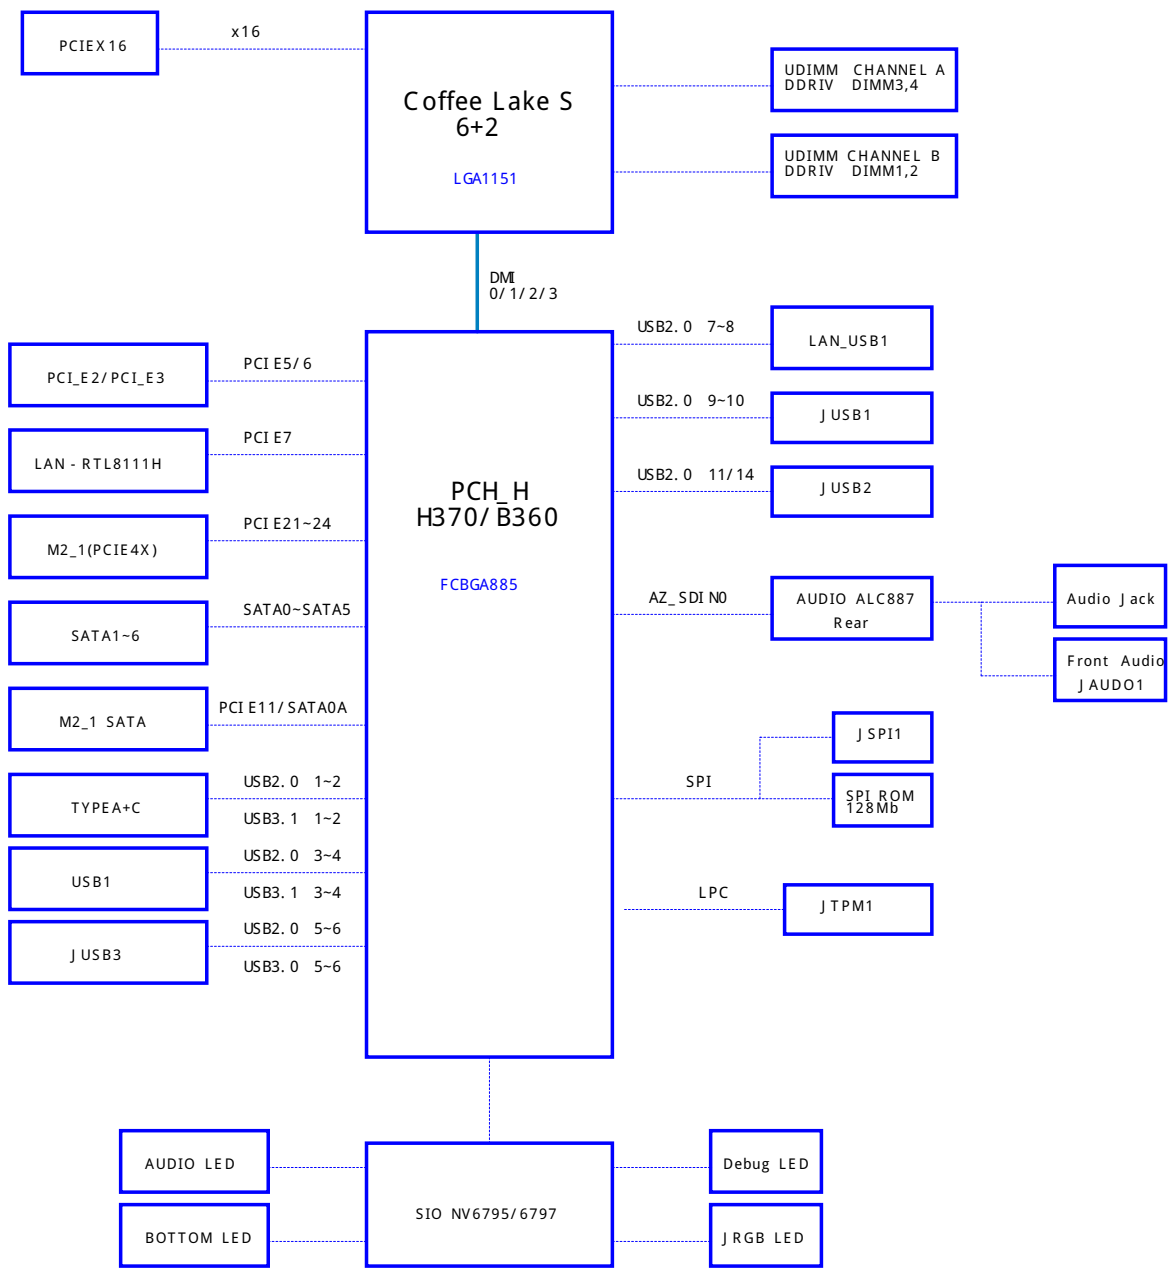 PCIEX16
x16
Coffee Lake S
6+2
LGA1151
UDIMM CHANNEL A
DDRIV DIMM3,4
UDIMM CHANNEL B
DDRIV DIMM1,2
DMI
0/1/2/3
PCI_E2/PCI_E3
PCIE5/6
LAN-RTL8111H
PCIE7
M2_1(PCIE4X)
PCIE21~24
SATA1~6
SATA0~SATA5
M2_1 SATA
PCIE11/SATA0A
TYPEA+C
USB2.0 1~2
USB3.1 1~2
USB1
USB2.0 3~4
USB3.1 3~4
JUSB3
USB2.0 5~6
USB3.0 5~6
PCH_H
H370/B360
FCBGA885
USB2.0 7~8
LAN_USB1
USB2.0 9~10
JUSB1
USB2.0 11/14
JUSB2
AZ_SDIN0
AUDIO ALC887
Rear
Audio Jack
Front Audio
JAUDO1
SPI
JSPI1
SPI ROM
128Mb
LPC
JTPM1
AUDIO LED
BOTTOM LED
SIO NV6795/6797
Debug LED
JRGB LED